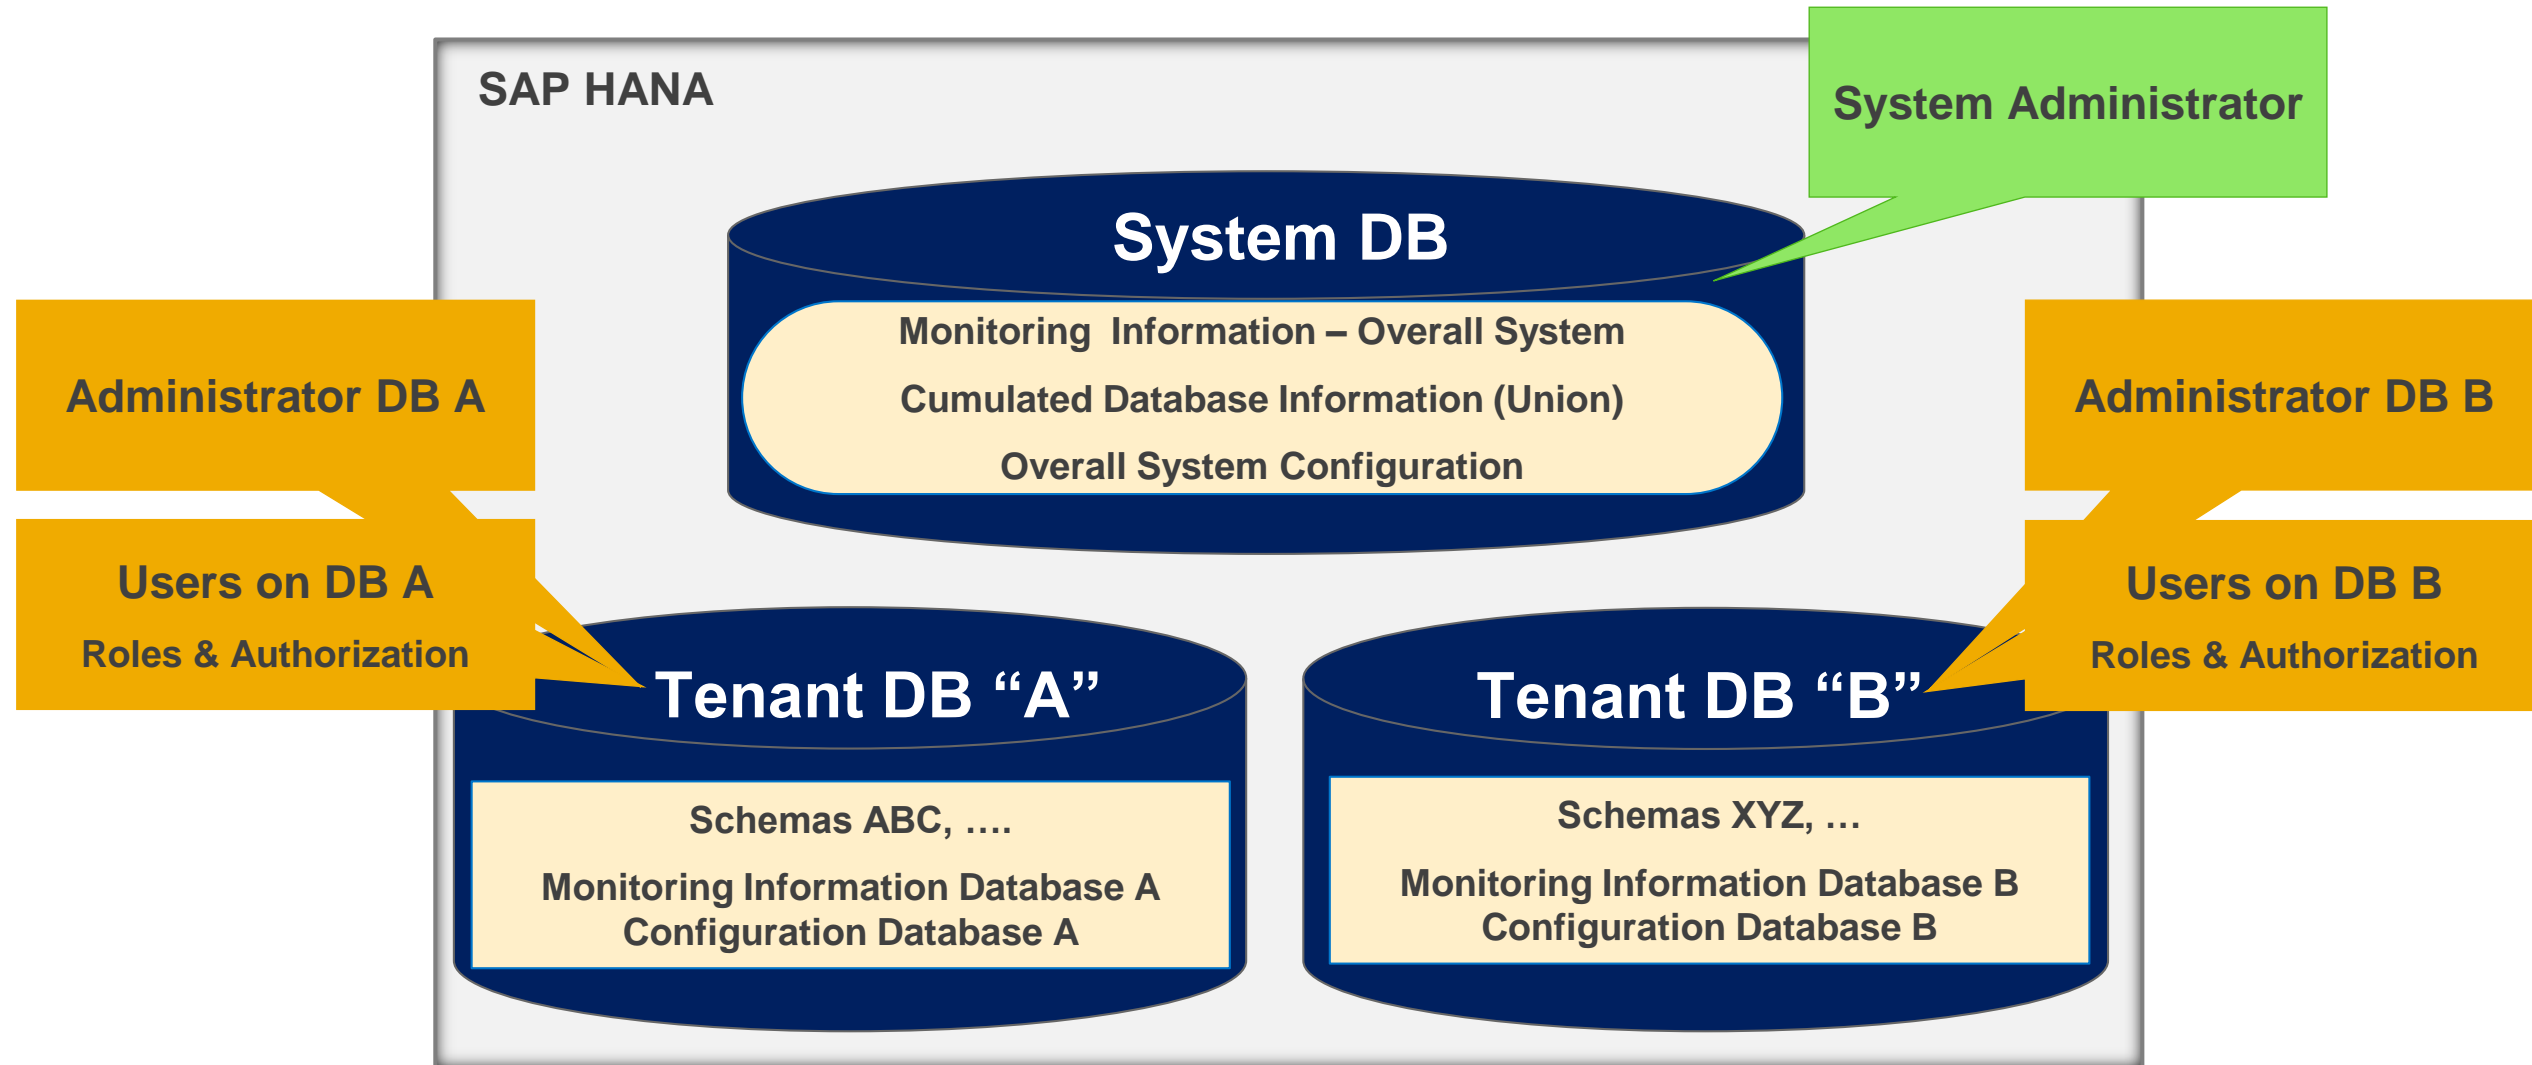 SAP HANA
System Administrator
System DB
Monitoring  Information – Overall System
Cumulated Database Information (Union)
Overall System Configuration
Administrator DB A
Administrator DB B
Users on DB A
Roles & Authorization
Users on DB B
Roles & Authorization
Tenant DB “A”
Schemas ABC, ….
Monitoring Information Database A
Configuration Database A
Tenant DB “B”
Schemas XYZ, …
Monitoring Information Database B
Configuration Database B